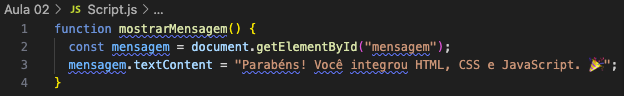 Aula 02 > JS Script.js > ...
1 function mostrarMensagem() {
2 const mensagem = document.getElementById("mensagem");
3 mensagem.textContent = "Parabéns! Você integrou HTML, CSS e JavaScript. 🎉";
4 }